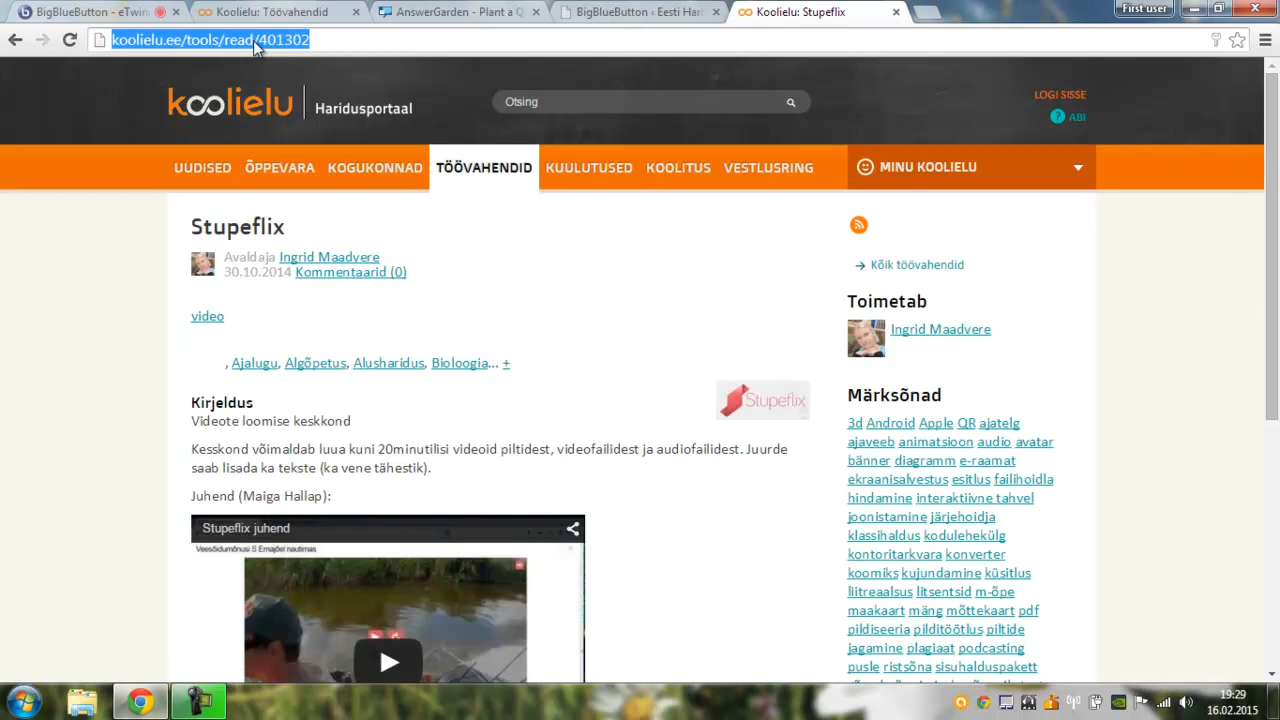 BigBlueButton - eTwin
Koolielu: Töövahendid
AnswerGarden - Plant a Q
BigBlueButton ‹ Eesti Hari
Koolielu: Stupeflix
First user
koolielu.ee/tools/read/401302
koolielu
Haridusportaal
Otsing
LOGI SISSE
ABI
UUDISED ÕPPEVARA KOGUKONNAD TÖÖVAHENDID KUULUTUSED KOOLITUS VESTLUSRING
MINU KOOLIELU
Stupeflix
Avaldaja Ingrid Maadvere
30.10.2014 Kommentaarid (0)
video
, Ajalugu, Algõpetus, Alusharidus, Bioloogia... +
Kirjeldus
Stupeflix
Videote loomise keskkond
Kesskond võimaldab luua kuni 20minutilisi videoid piltidest, videofailidest ja audiofailidest. Juurde
saab lisada ka tekste (ka vene tähestik).
Juhend (Maiga Hallap):
Stupeflix juhend
Veesõidumõnusi S Emajõel nautimas
→ Kõik töövahendid
Toimetab
Ingrid Maadvere
Märksõnad
3d Android Apple QR ajatelg
ajaveeb animatsioon audio avatar
bänner diagramm e-raamat
ekraanisalvestus esitlus failihoidla
hindamine interaktiivne tahvel
joonistamine järjehoidja
klassihaldus kodulehekülg
kontoritarkvara konverter
koomiks kujundamine küsitlus
liitreaalsus litsentsid m-õpe
maakaart mäng mõttekaart pdf
pildiseeria pilditöötlus piltide
jagamine plagiaat podcasting
pusle ristsõna sisuhalduspakett
19:29
16.02.2015